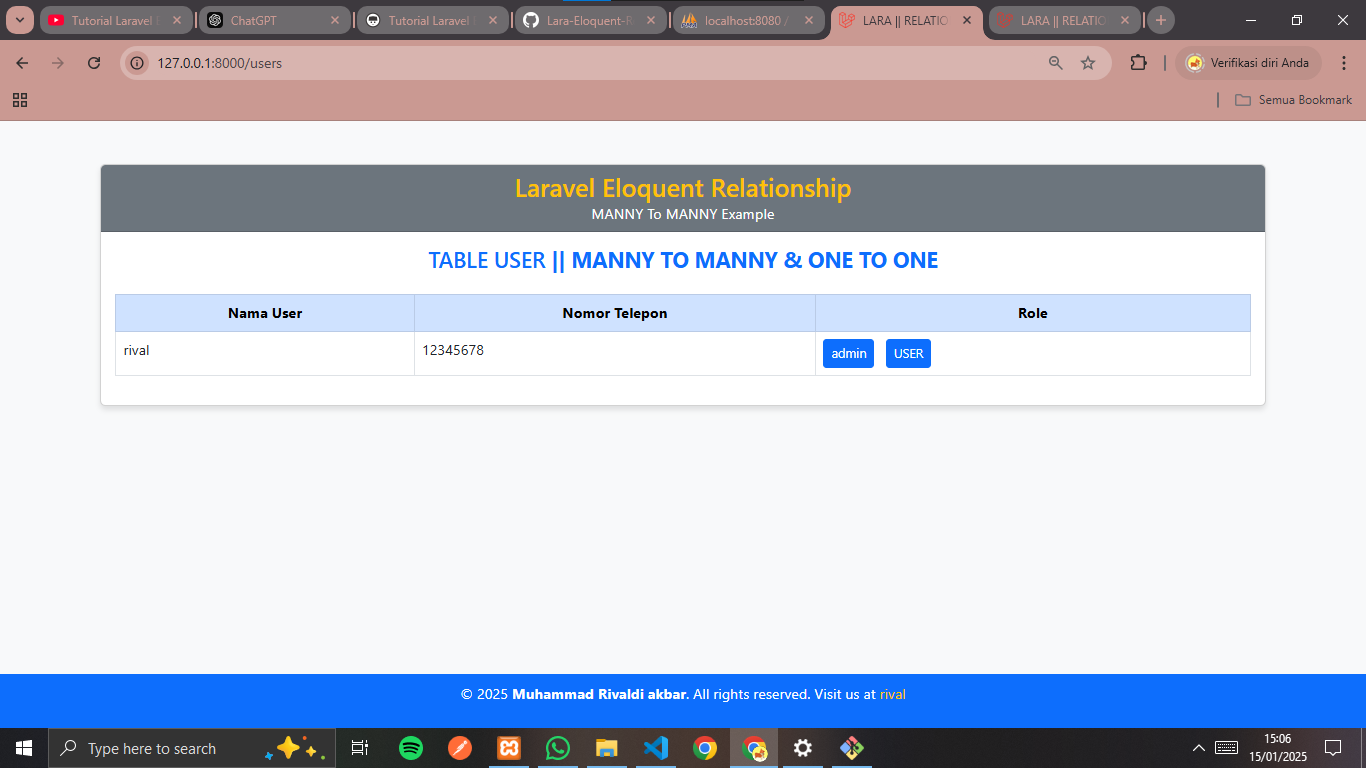 Tutorial Laravel
ChatGPT
Tutorial Laravel
Lara-Eloquent-R
localhost:8080 /
LARA || RELATIO
LARA || RELATIO
127.0.0.1:8000/users
Verifikasi diri Anda
Semua Bookmark
Laravel Eloquent Relationship
MANNY To MANNY Example
TABLE USER || MANNY TO MANNY & ONE TO ONE
Nama User Nomor Telepon Role
rival 12345678 admin USER
© 2025 Muhammad Rivaldi akbar. All rights reserved. Visit us at rival
Type here to search
15:06
15/01/2025